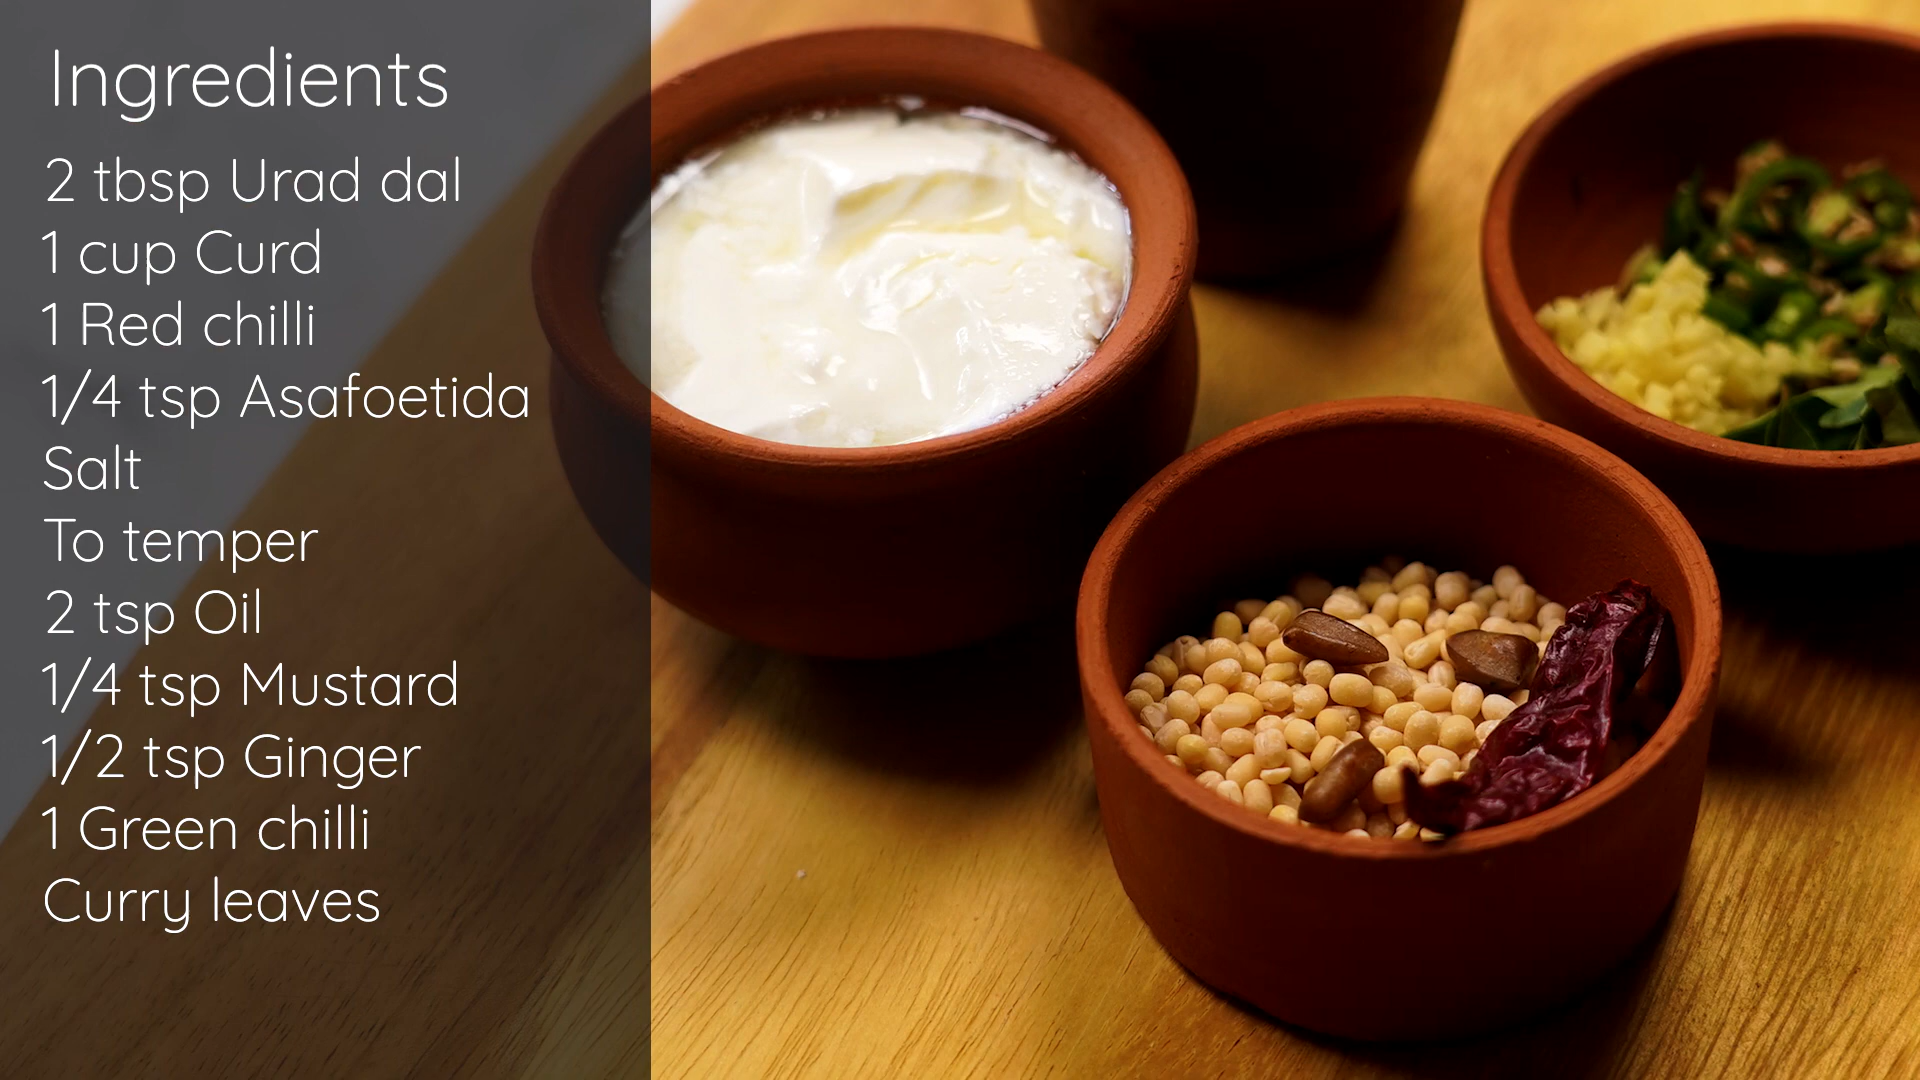 Ingredients
2 tbsp Urad dal
1 cup Curd
1 Red chilli
1/4 tsp Asafoetida
Salt
To temper
2 tsp Oil
1/4 tsp Mustard
1/2 tsp Ginger
1 Green chilli
Curry leaves